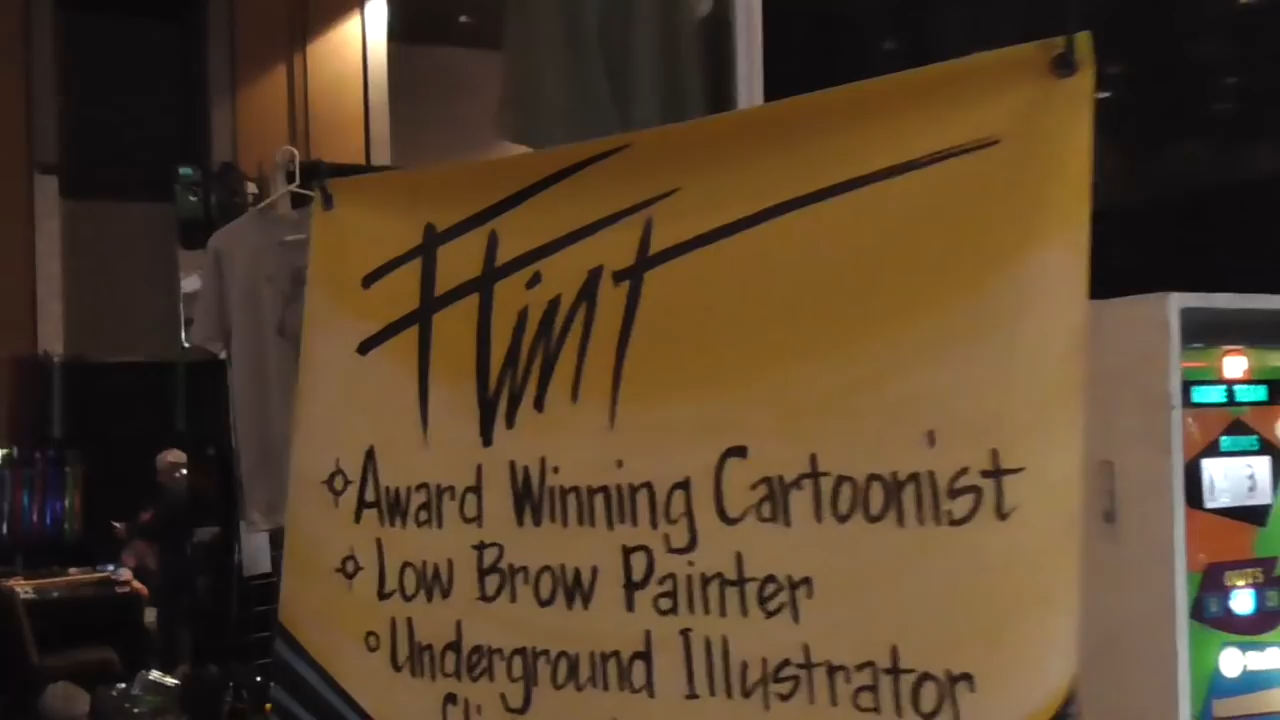 Flint
Award Winning Cartoonist
Low Brow Painter
Underground Illustrator